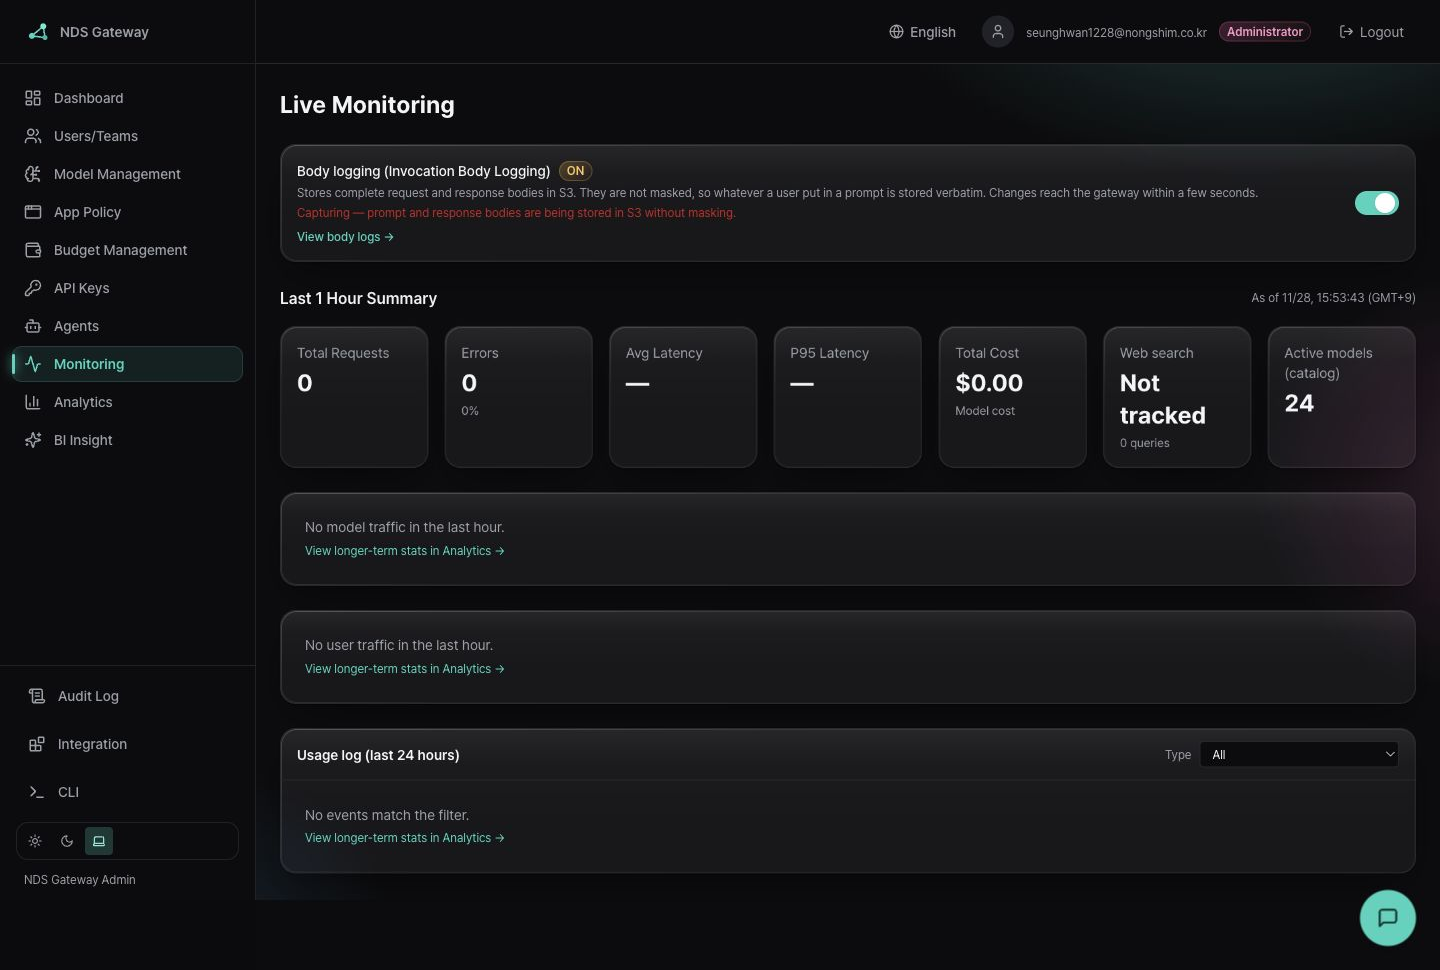 NDS Gateway
English
seunghwan1228@nongshim.co.kr
Administrator
Logout
Dashboard
Users/Teams
Model Management
App Policy
Budget Management
API Keys
Agents
Monitoring
Analytics
BI Insight
Audit Log
Integration
CLI
NDS Gateway Admin
Live Monitoring
Body logging (Invocation Body Logging) ON
Stores complete request and response bodies in S3. They are not masked, so whatever a user put in a prompt is stored verbatim. Changes reach the gateway within a few seconds.
Capturing — prompt and response bodies are being stored in S3 without masking.
View body logs →
Last 1 Hour Summary
As of 11/28, 15:53:43 (GMT+9)
Total Requests
0
Errors
0
0%
Avg Latency
—
P95 Latency
—
Total Cost
$0.00
Model cost
Web search
Not
tracked
0 queries
Active models
(catalog)
24
No model traffic in the last hour.
View longer-term stats in Analytics →
No user traffic in the last hour.
View longer-term stats in Analytics →
Usage log (last 24 hours)
Type
All
No events match the filter.
View longer-term stats in Analytics →